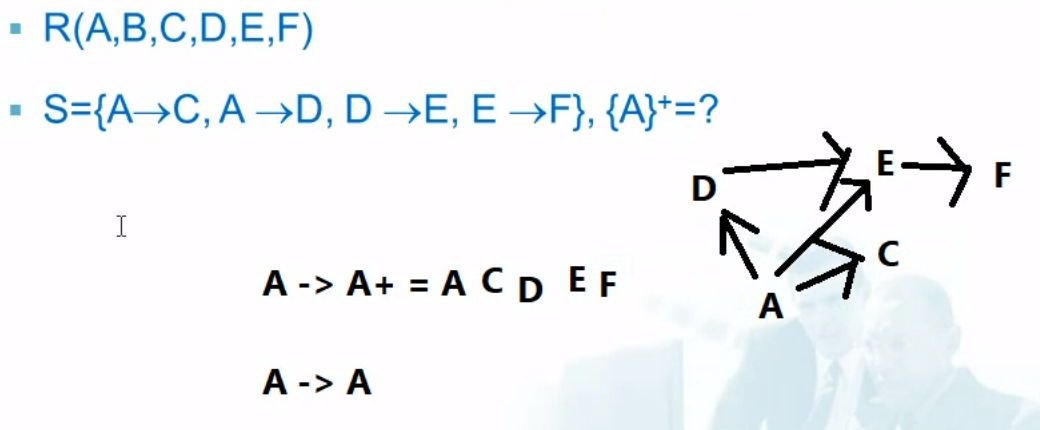 R(A,B,C,D,E,F)
S={A→C, A →D, D →E, E →F}, {A}⁺=?
D
E
F
C
A
A -> A+ = A C D E F
A -> A